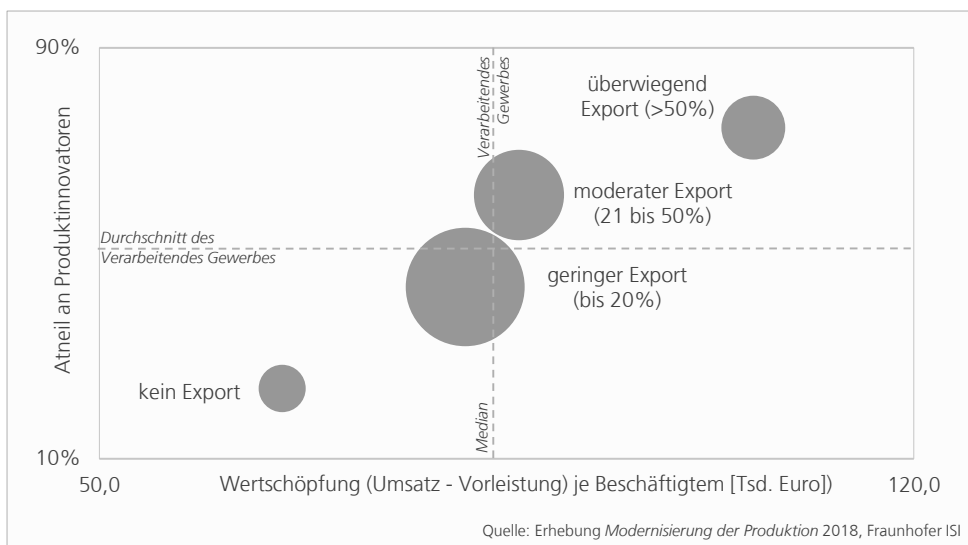 90%
überwiegend
Export (>50%)
Verarbeitendes
Gewerbes
Atneil an Produktinnovatoren
moderater Export
(21 bis 50%)
Durchschnitt des
Verarbeitendes Gewerbes
geringer Export
(bis 20%)
kein Export
Median
10%
50,0
Wertschöpfung (Umsatz - Vorleistung) je Beschäftigtem [Tsd. Euro])
120,0
Quelle: Erhebung Modernisierung der Produktion 2018, Fraunhofer ISI